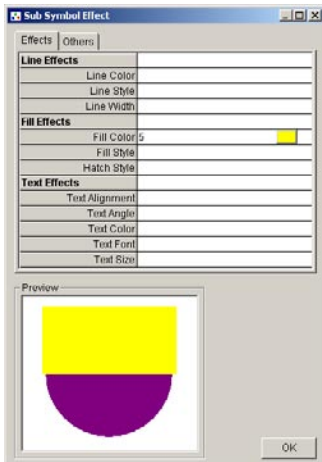 Sub Symbol Effect
Effects Others
Line Effects
Line Color
Line Style
Line Width
Fill Effects
Fill Color 5
Fill Style
Hatch Style
Text Effects
Text Alignment
Text Angle
Text Color
Text Font
Text Size
Preview
OK